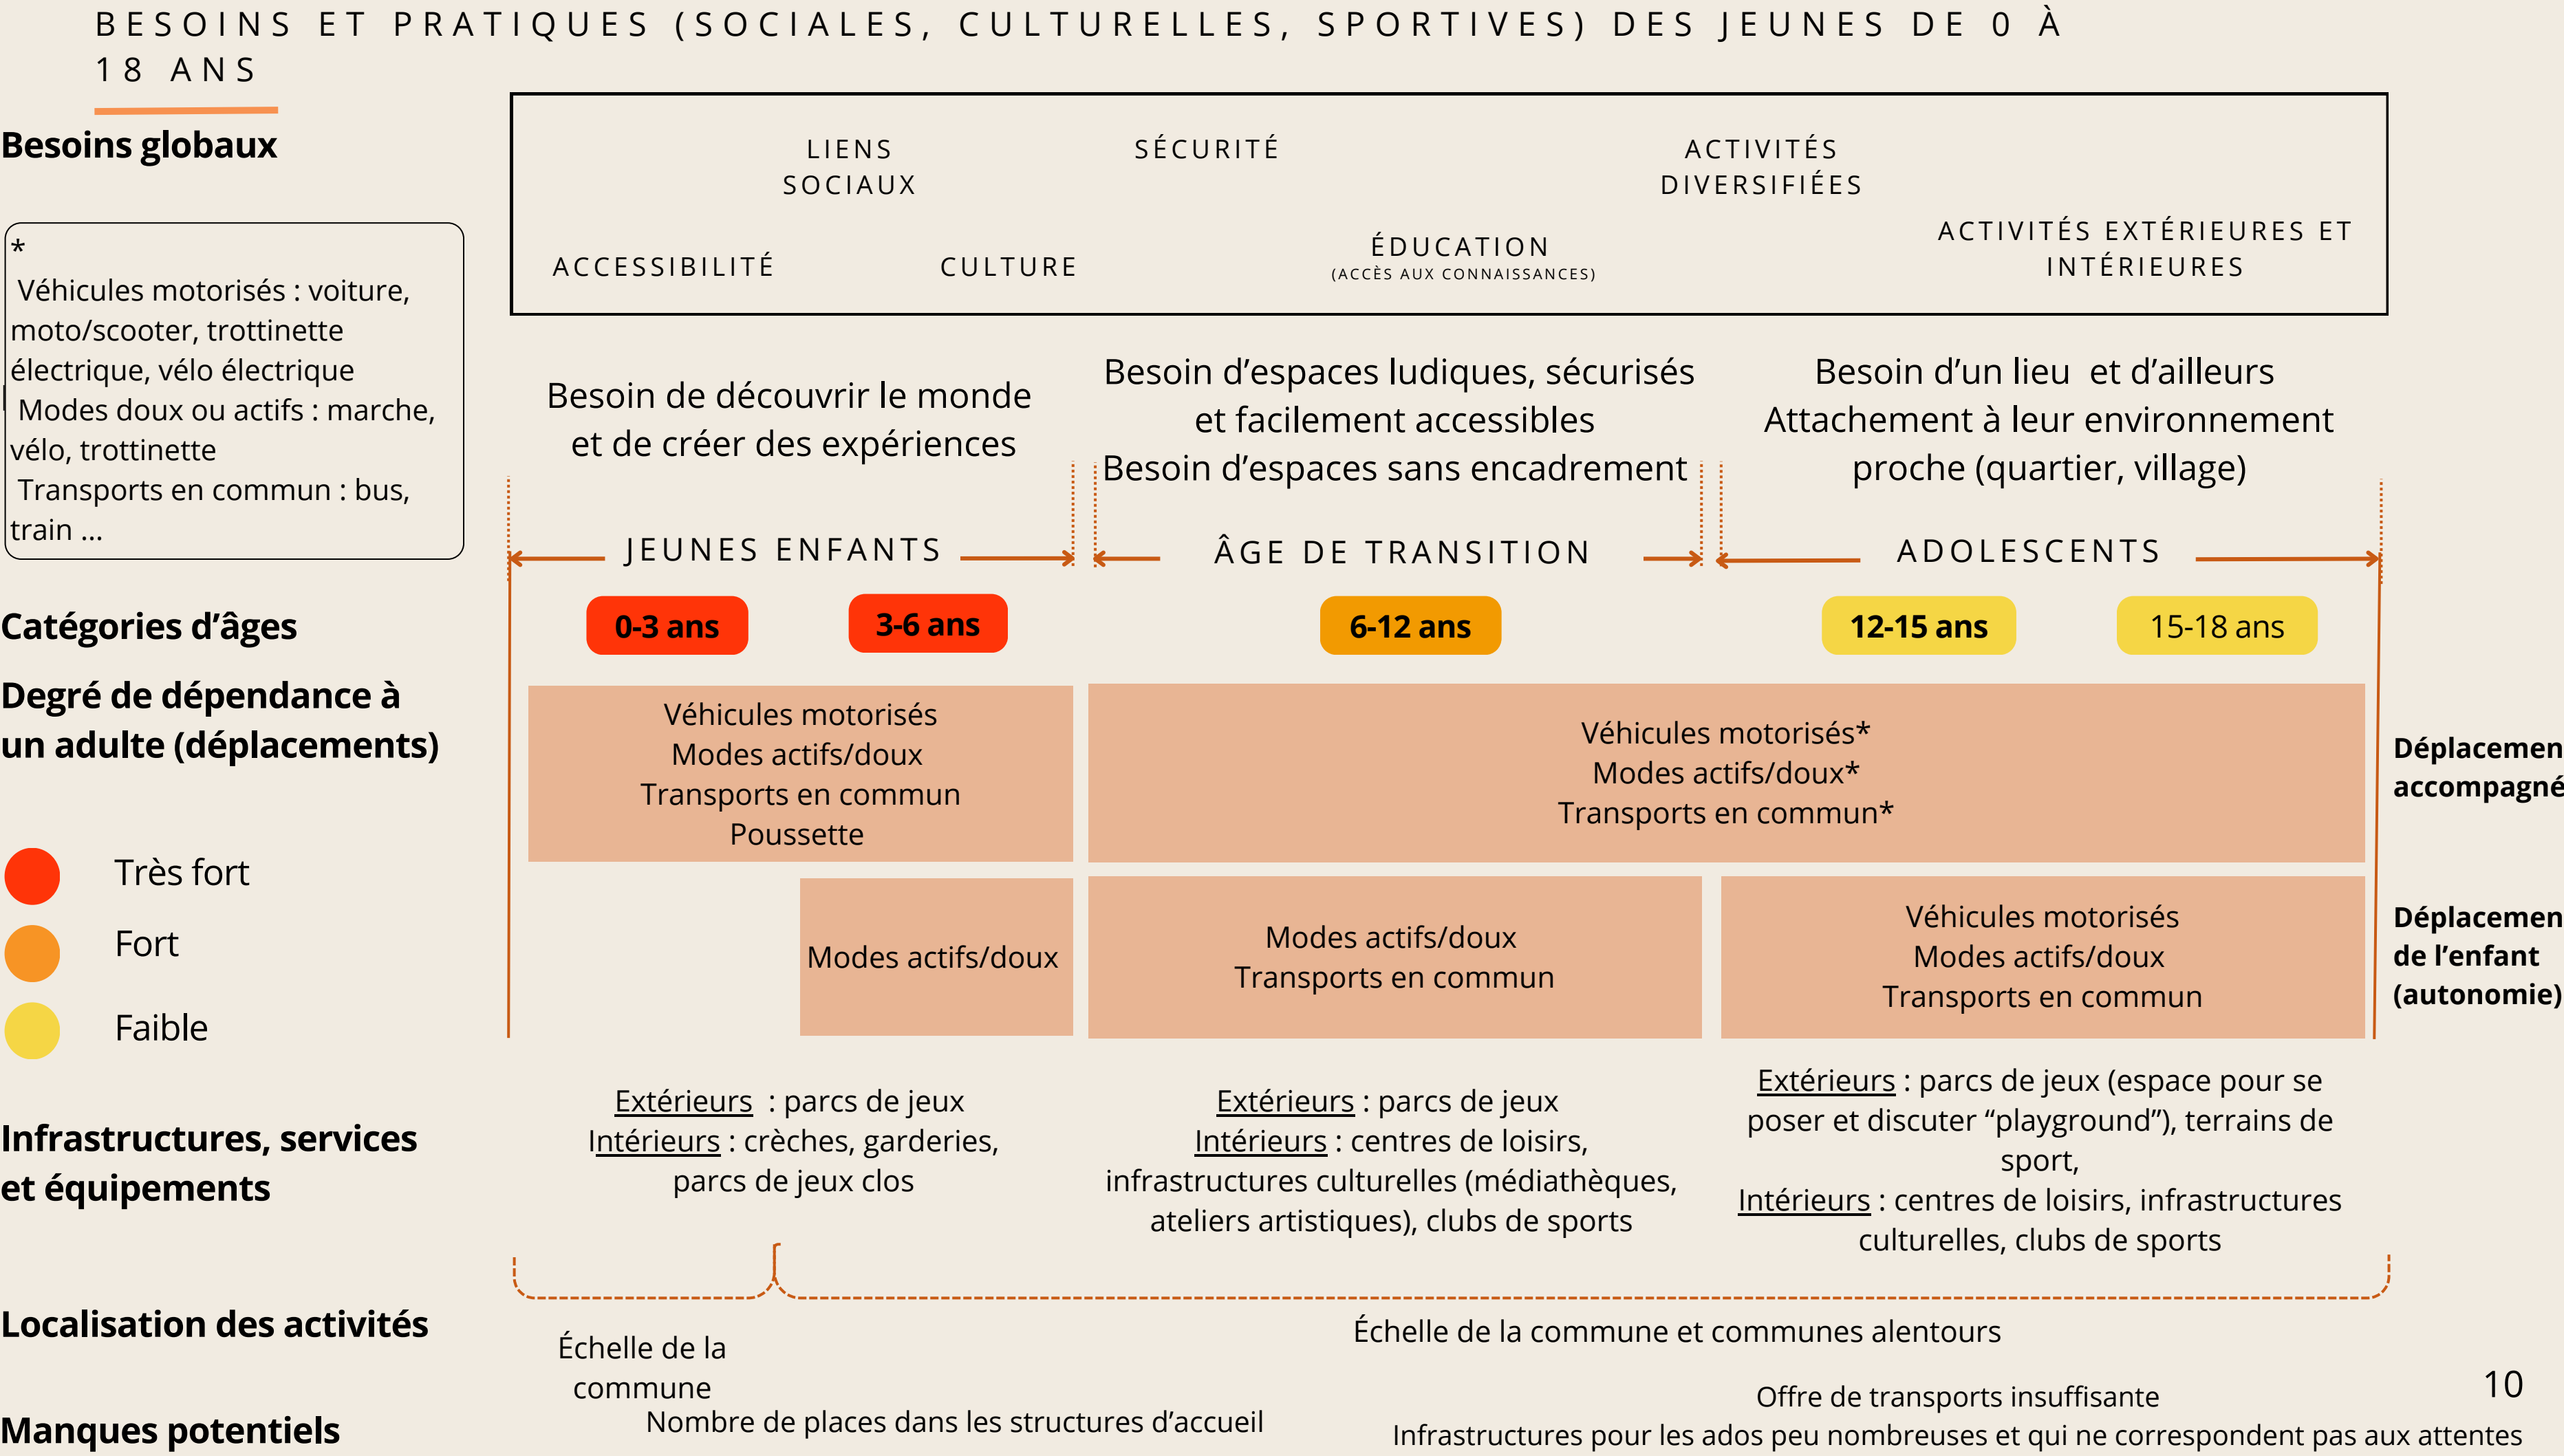 BESOINS ET PRATIQUES (SOCIALES, CULTURELLES, SPORTIVES) DES JEUNES DE 0 À
18 ANS
Besoins globaux
LIENS
SOCIAUX
SÉCURITÉ
ACTIVITÉS
DIVERSIFIÉES
ACCESSIBILITÉ
CULTURE
ÉDUCATION
(ACCÈS AUX CONNAISSANCES)
ACTIVITÉS EXTÉRIEURES ET
INTÉRIEURES
*
Véhicules motorisés : voiture,
moto/scooter, trottinette
électrique, vélo électrique
Modes doux ou actifs : marche,
vélo, trottinette
Transports en commun : bus,
train ...
Besoin de découvrir le monde
et de créer des expériences
Besoin d’espaces ludiques, sécurisés
et facilement accessibles
Besoin d’espaces sans encadrement
Besoin d’un lieu et d’ailleurs
Attachement à leur environnement
proche (quartier, village)
JEUNES ENFANTS
ÂGE DE TRANSITION
ADOLESCENTS
Catégories d’âges
0-3 ans
3-6 ans
6-12 ans
12-15 ans
15-18 ans
Degré de dépendance à
un adulte (déplacements)
Très fort
Fort
Faible
Véhicules motorisés
Modes actifs/doux
Transports en commun
Poussette
Véhicules motorisés*
Modes actifs/doux*
Transports en commun*
Déplacemen
accompagné
Modes actifs/doux
Modes actifs/doux
Transports en commun
Véhicules motorisés
Modes actifs/doux
Transports en commun
Déplacemen
de l’enfant
(autonomie)
Infrastructures, services
et équipements
Extérieurs : parcs de jeux
Intérieurs : crèches, garderies,
parcs de jeux clos
Extérieurs : parcs de jeux
Intérieurs : centres de loisirs,
infrastructures culturelles (médiathèques,
ateliers artistiques), clubs de sports
Extérieurs : parcs de jeux (espace pour se
poser et discuter “playground”), terrains de
sport,
Intérieurs : centres de loisirs, infrastructures
culturelles, clubs de sports
Localisation des activités
Échelle de la
commune
Échelle de la commune et communes alentours
Manques potentiels
Nombre de places dans les structures d’accueil
Offre de transports insuffisante
Infrastructures pour les ados peu nombreuses et qui ne correspondent pas aux attentes
10